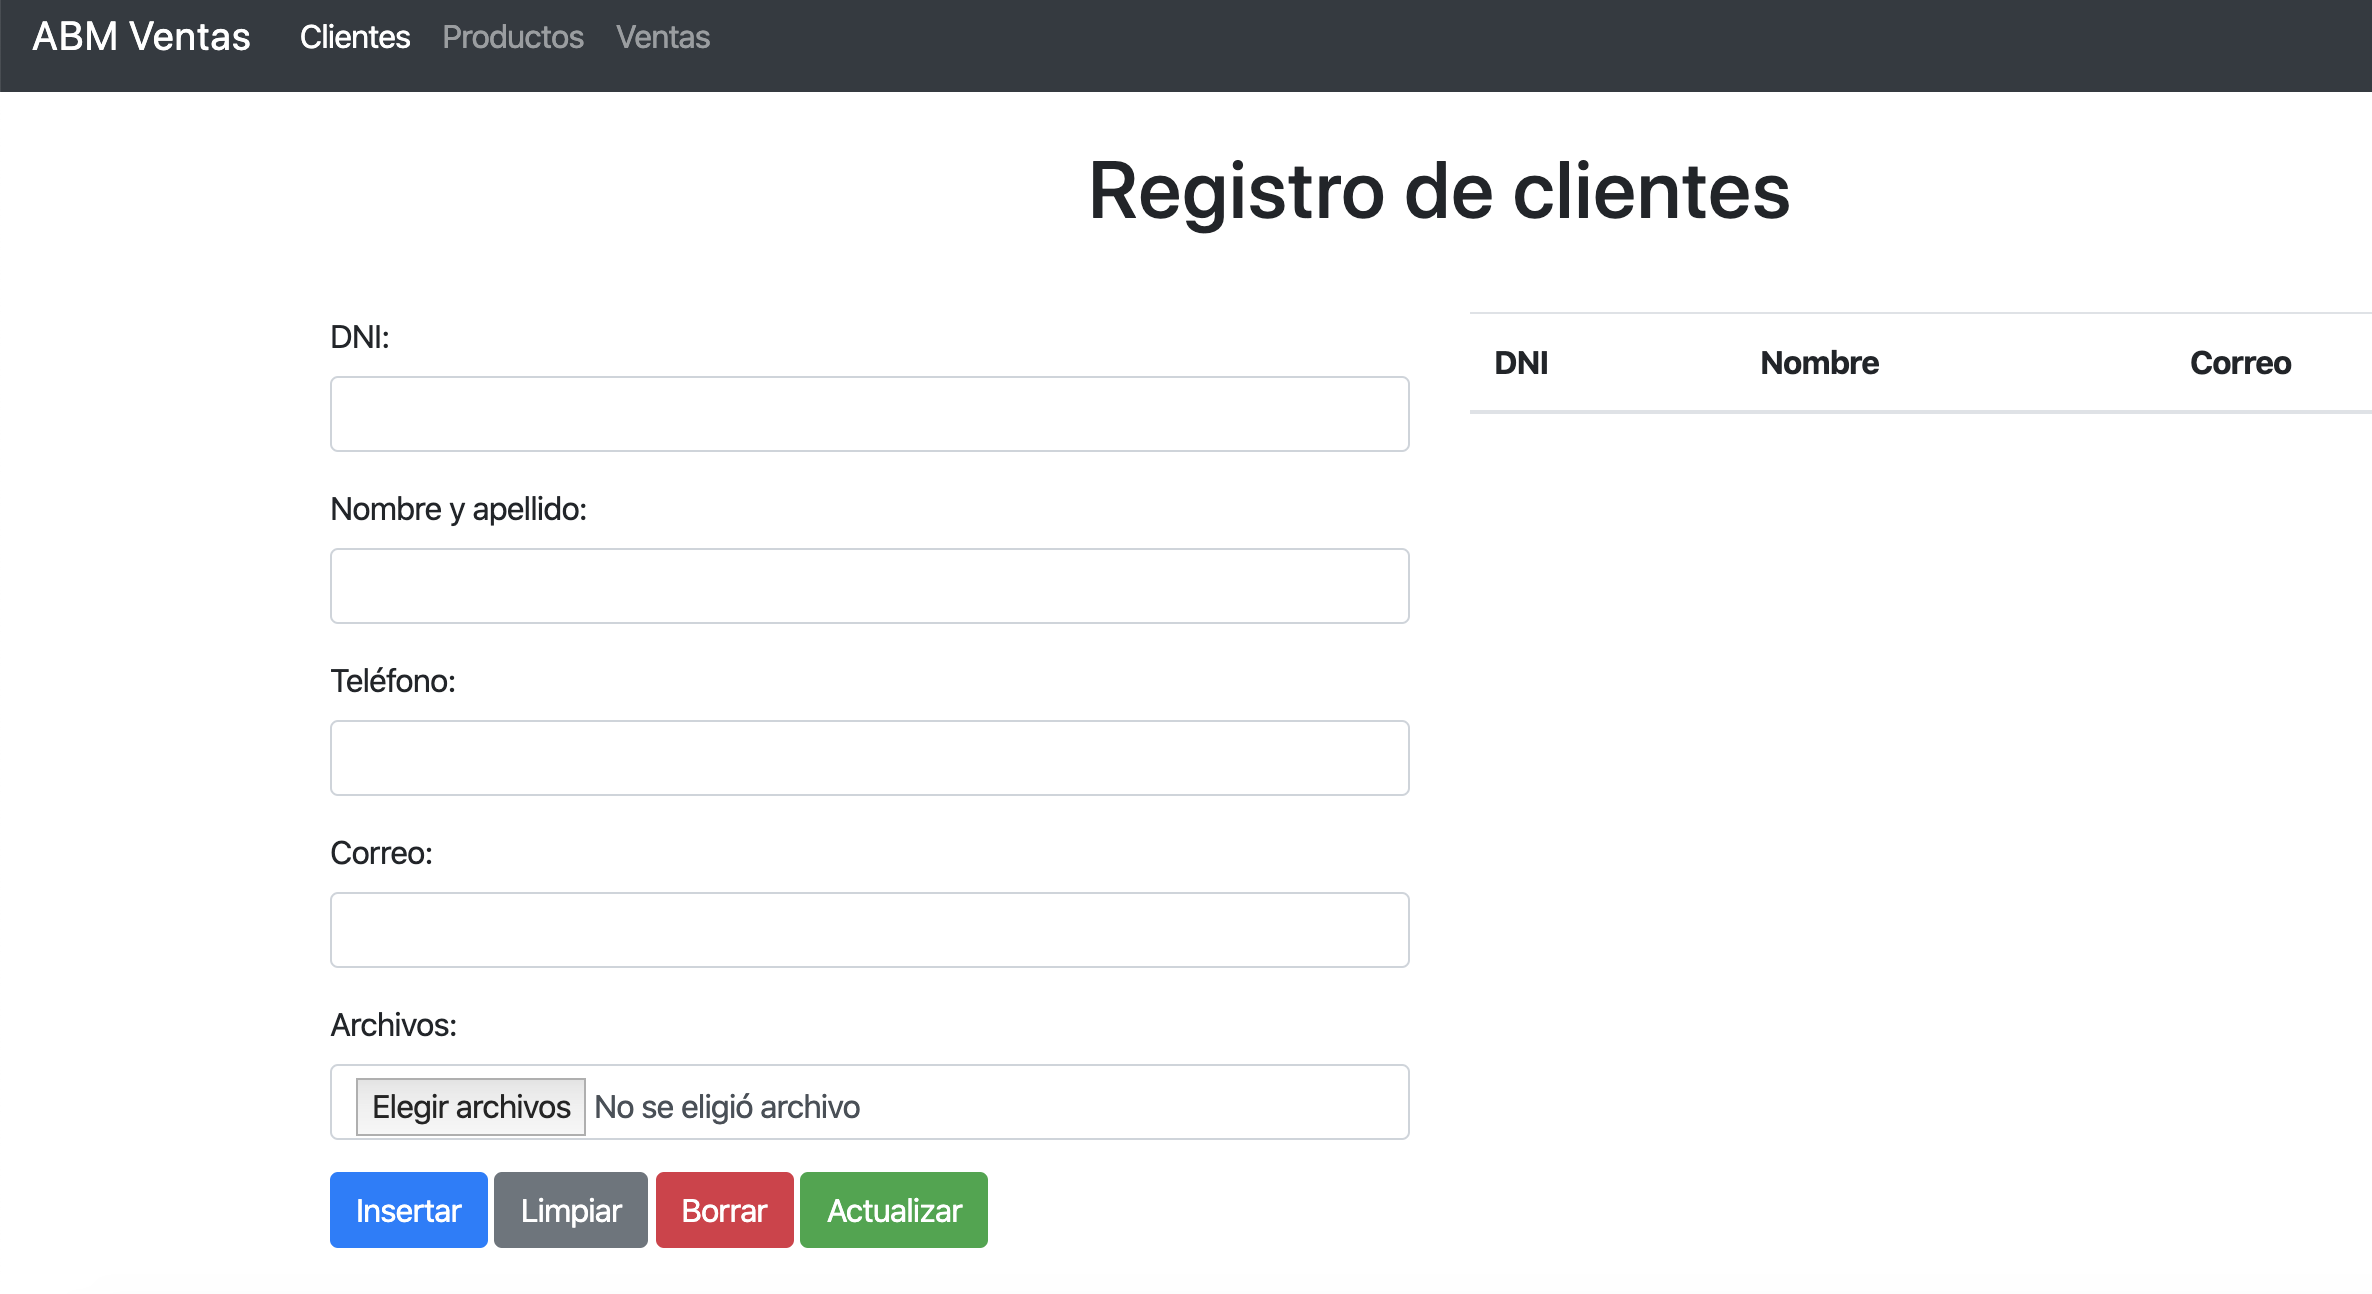 ABM Ventas Clientes Productos Ventas
Registro de clientes
DNI:
Nombre y apellido:
Teléfono:
Correo:
Archivos:
Elegir archivos No se eligió archivo
Insertar Limpiar Borrar Actualizar
DNI Nombre Correo